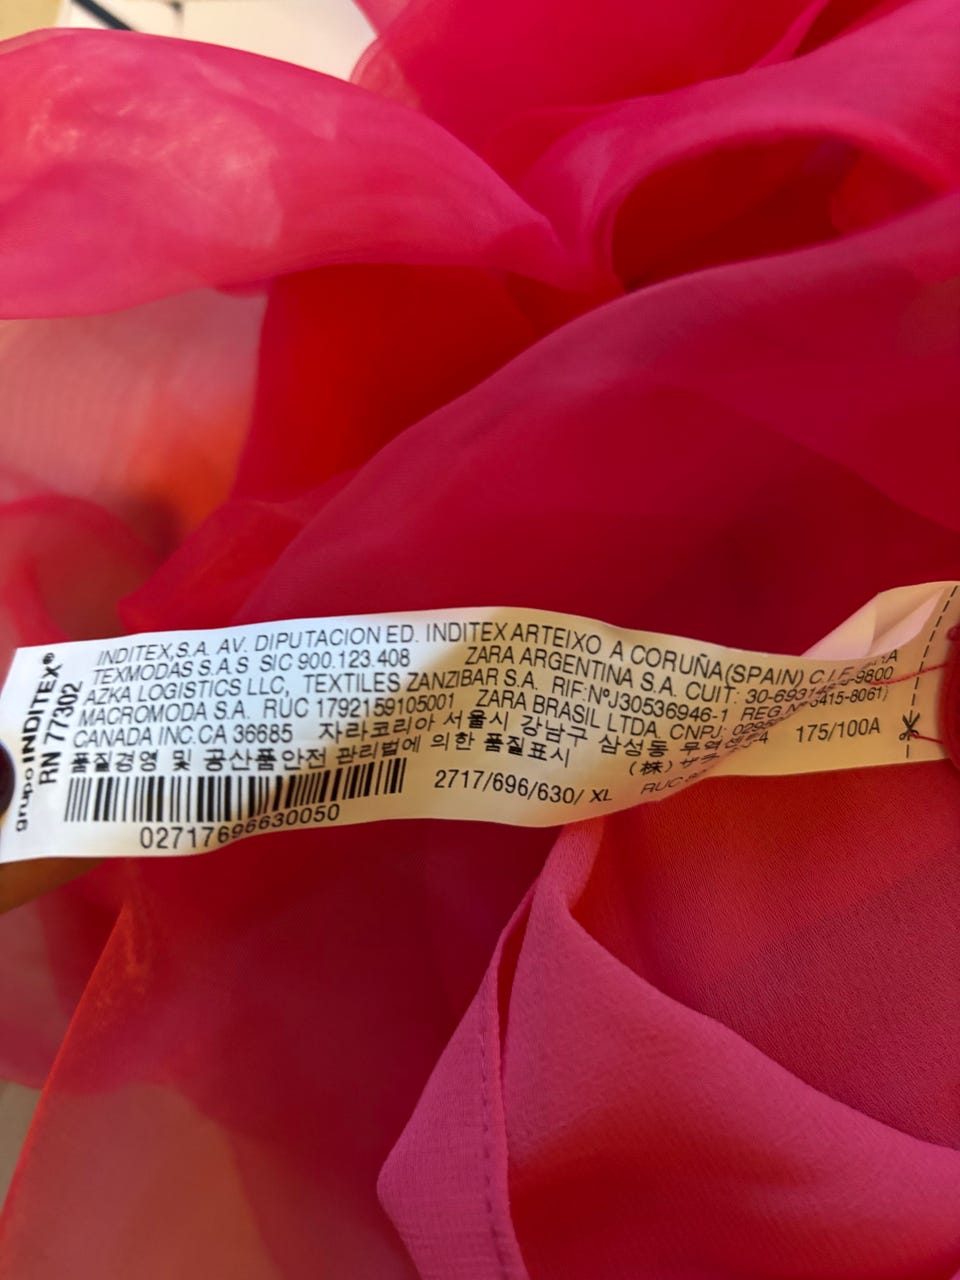 grupo INDITEX®
RN 77302
INDITEX,S.A. AV. DIPUTACION ED. INDITEX ARTEIXO A CORUÑA(SPAIN)
TEXMODAS S.A.S SIC 900.123.408 ZARA ARGENTINA S.A. CUIT:
AZKA LOGISTICS LLC, TEXTILES ZANZIBAR S.A. RIF:NºJ30536946-1
MACROMODA S.A. RUC 1792159105001 ZARA BRASIL LTDA. CNPJ:
CANADA INC.CA 36685 자라코리아 서울시 강남구 삼성동 175/100A
품질경영 및 공산품안전 관리법에 의한 품질표시 (株)
2717/696/630/ XL
02717696630050